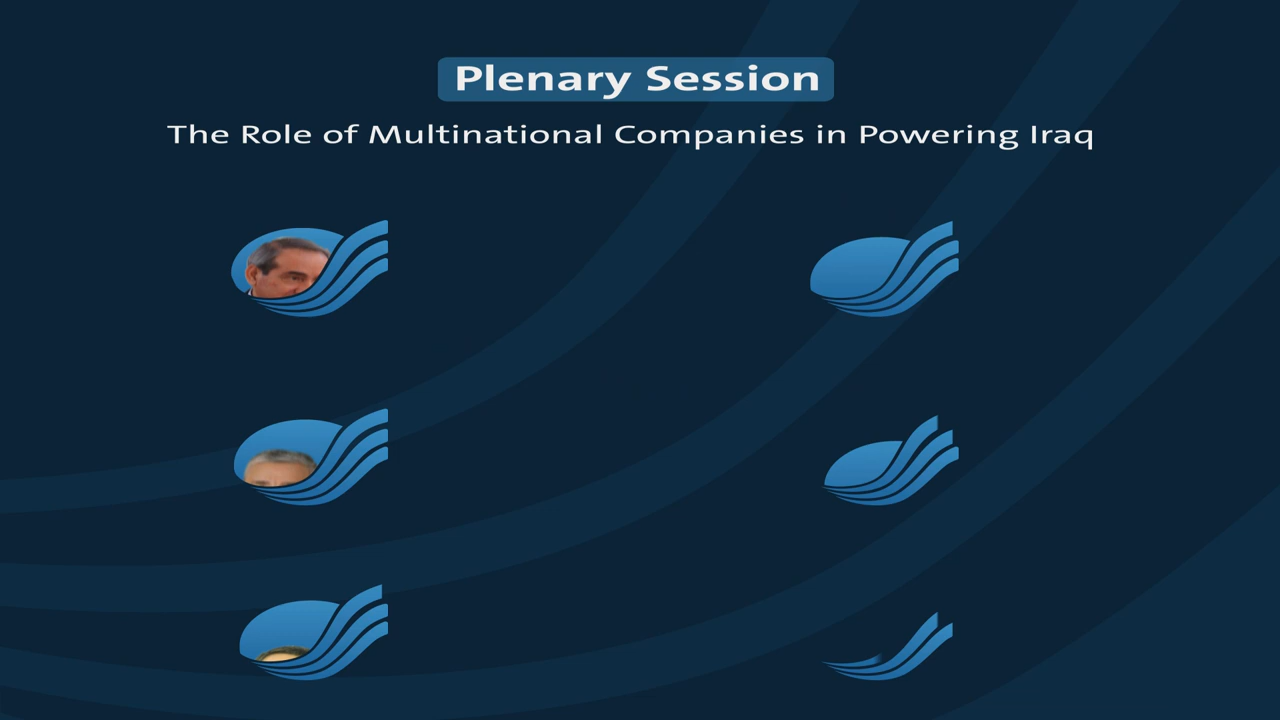 Plenary Session
The Role of Multinational Companies in Powering Iraq